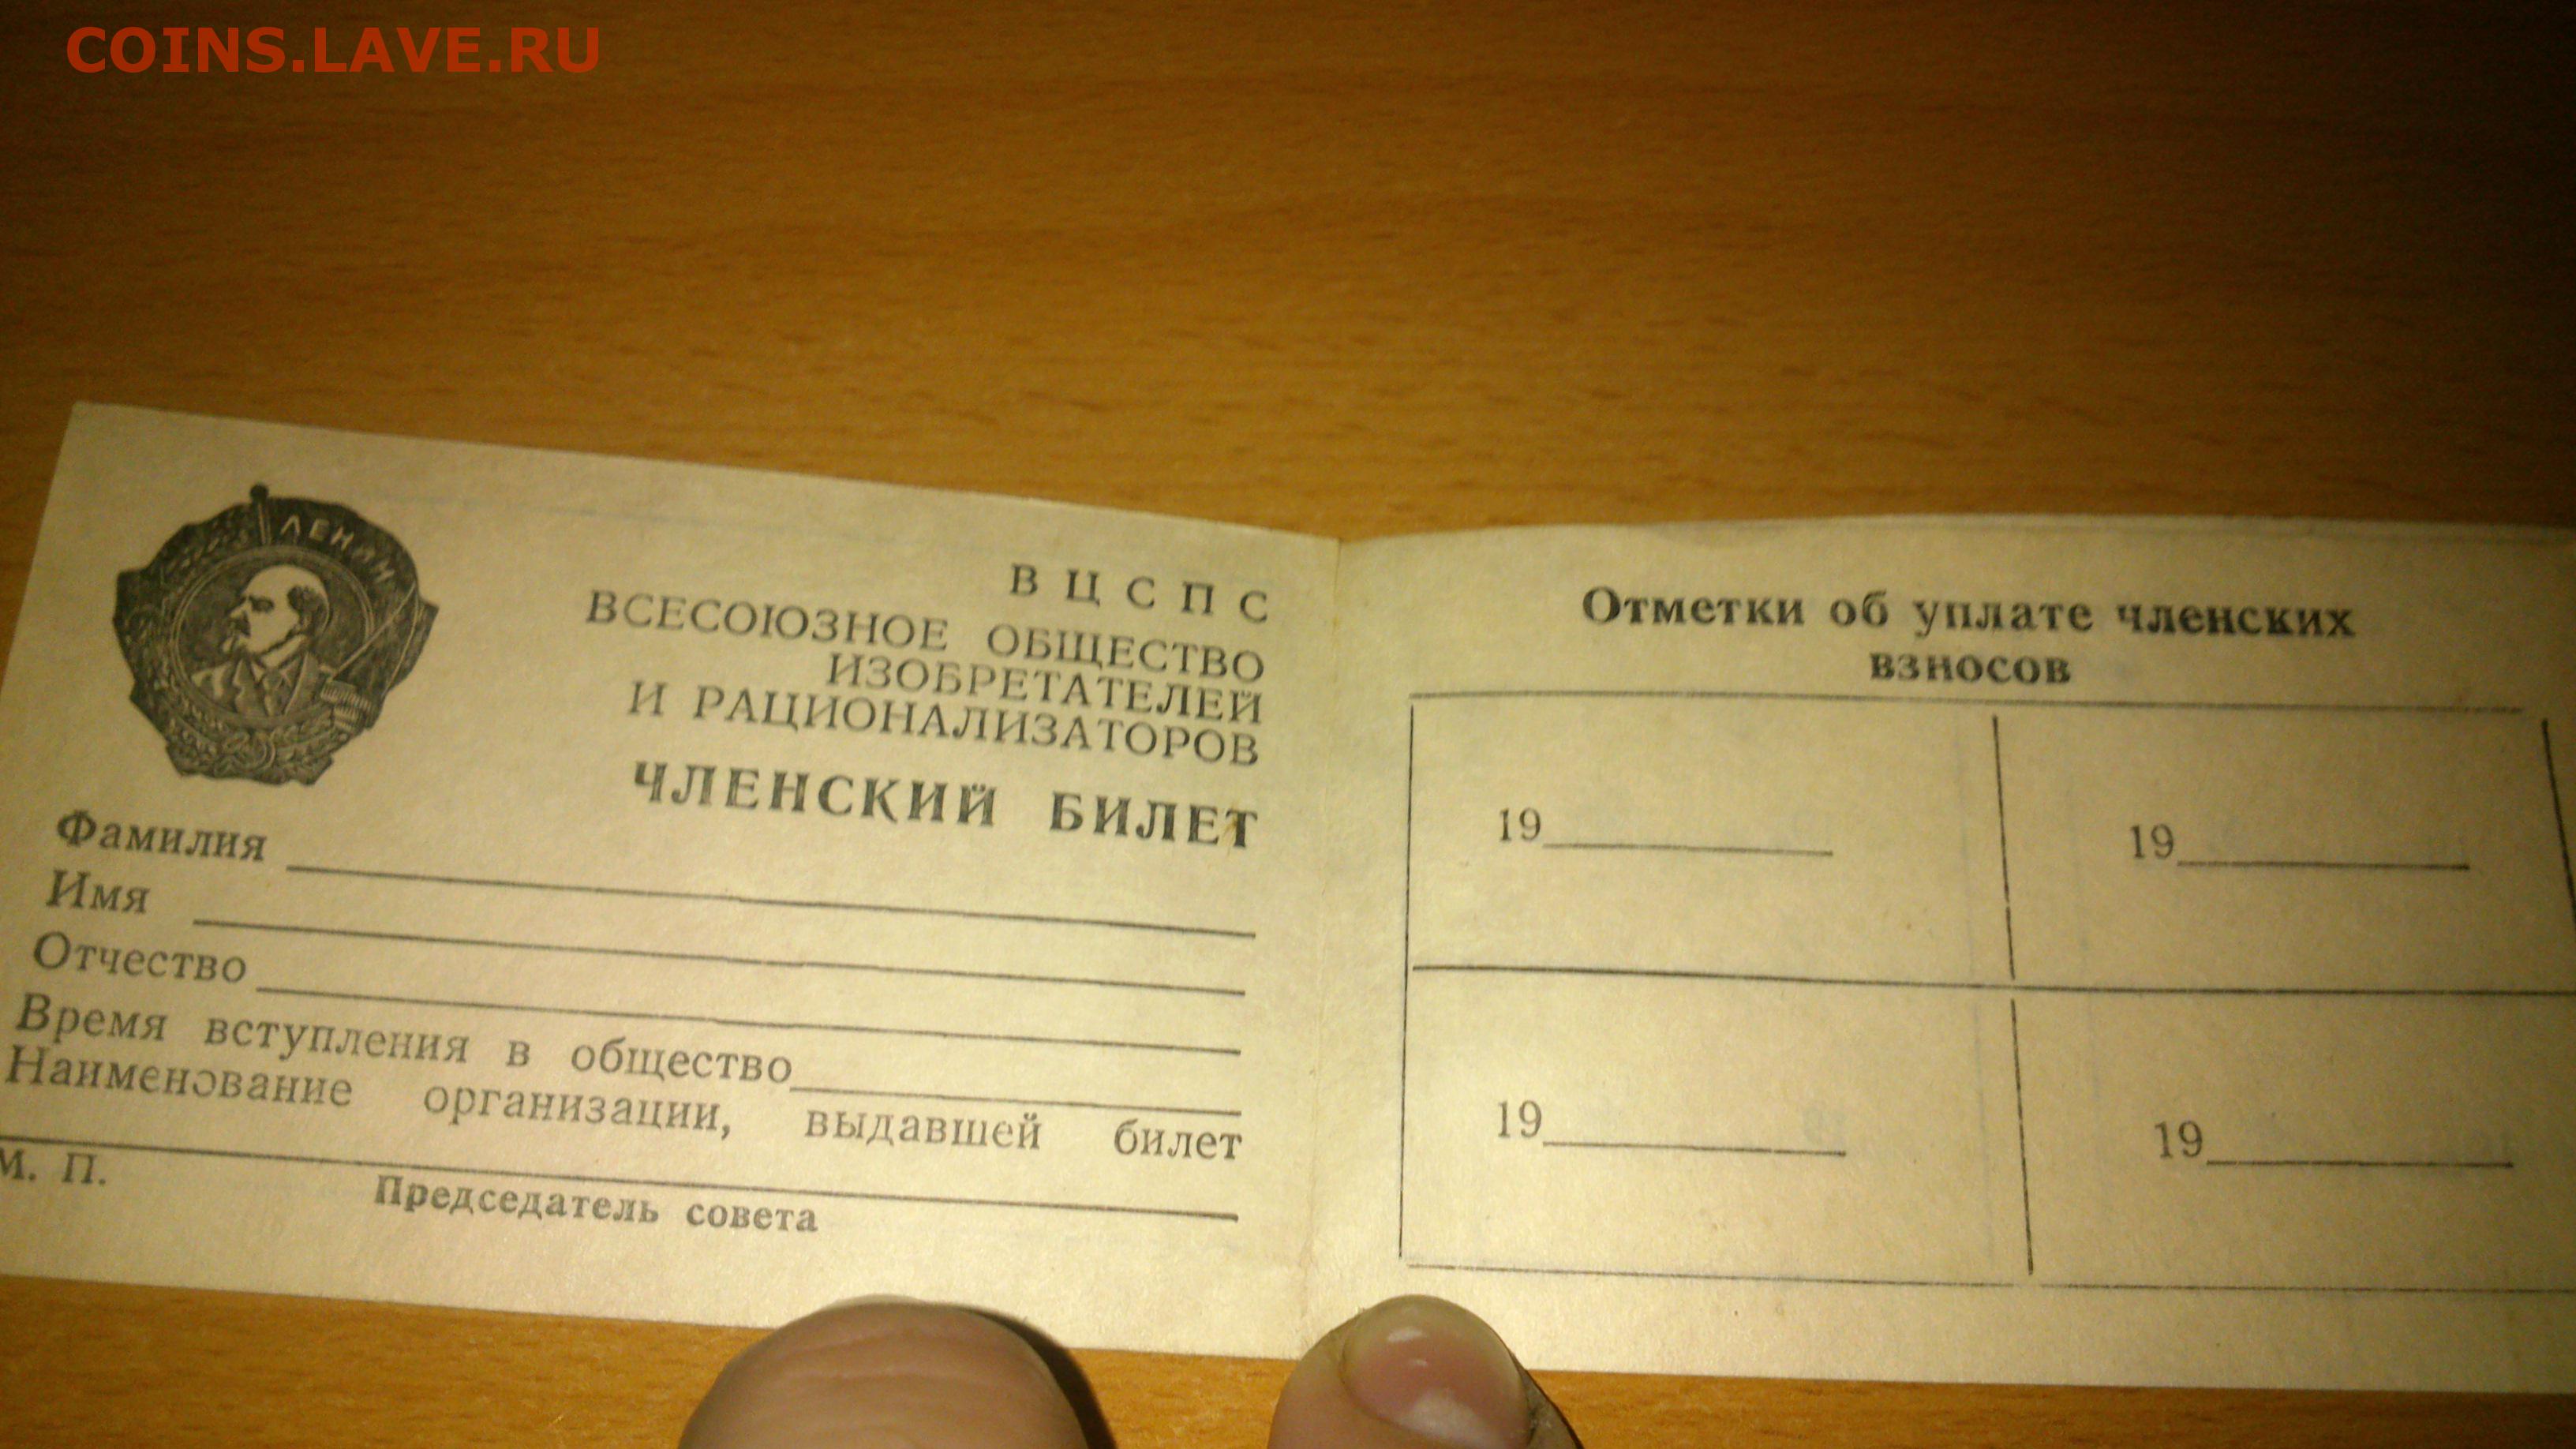 COINS.LAVE.RU
ЛЕНИН
В Ц С П С
ВСЕСОЮЗНОЕ ОБЩЕСТВО
ИЗОБРЕТАТЕЛЕЙ
И РАЦИОНАЛИЗАТОРОВ
ЧЛЕНСКИЙ БИЛЕТ
Фамилия
Имя
Отчество
Время вступления в общество
Наименование организации, выдавшей билет
М. П.
Председатель совета
Отметки об уплате членских
взносов
19 19
19 19